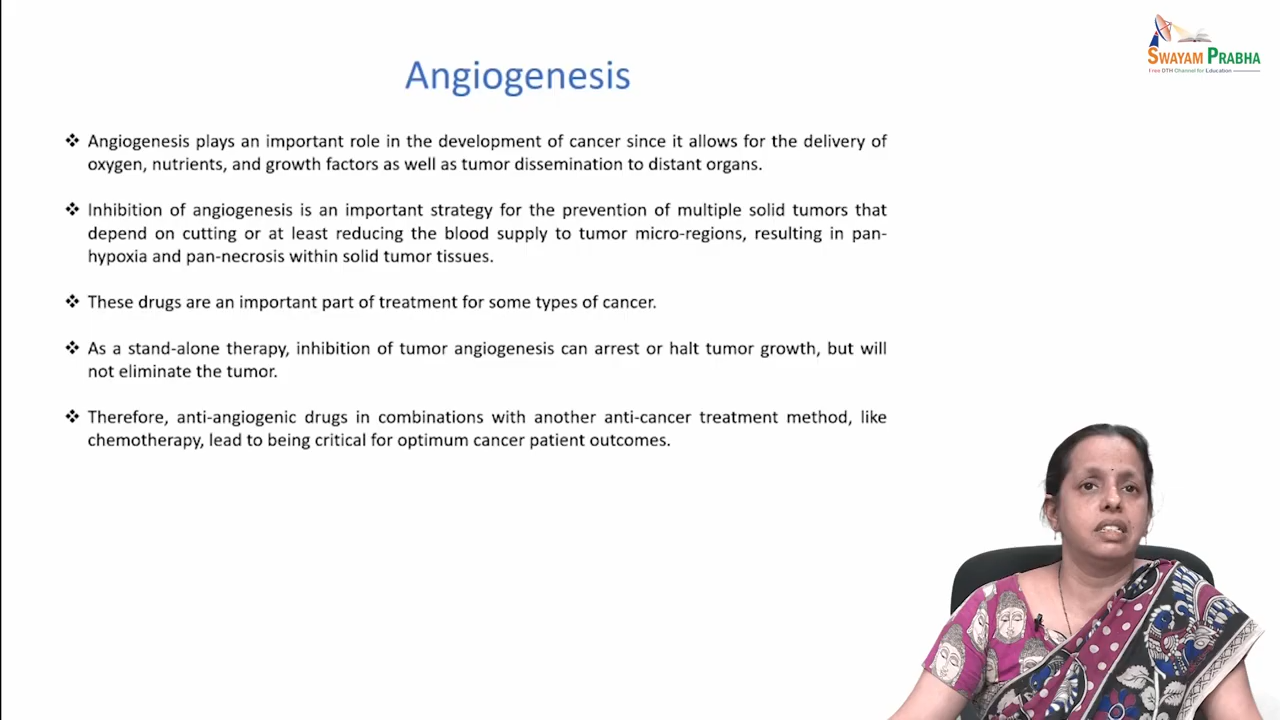 SWAYAM PRABHA
Free DTH Channel for Education
Angiogenesis
❖ Angiogenesis plays an important role in the development of cancer since it allows for the delivery of
oxygen, nutrients, and growth factors as well as tumor dissemination to distant organs.
❖ Inhibition of angiogenesis is an important strategy for the prevention of multiple solid tumors that
depend on cutting or at least reducing the blood supply to tumor micro-regions, resulting in pan-
hypoxia and pan-necrosis within solid tumor tissues.
❖ These drugs are an important part of treatment for some types of cancer.
❖ As a stand-alone therapy, inhibition of tumor angiogenesis can arrest or halt tumor growth, but will
not eliminate the tumor.
❖ Therefore, anti-angiogenic drugs in combinations with another anti-cancer treatment method, like
chemotherapy, lead to being critical for optimum cancer patient outcomes.